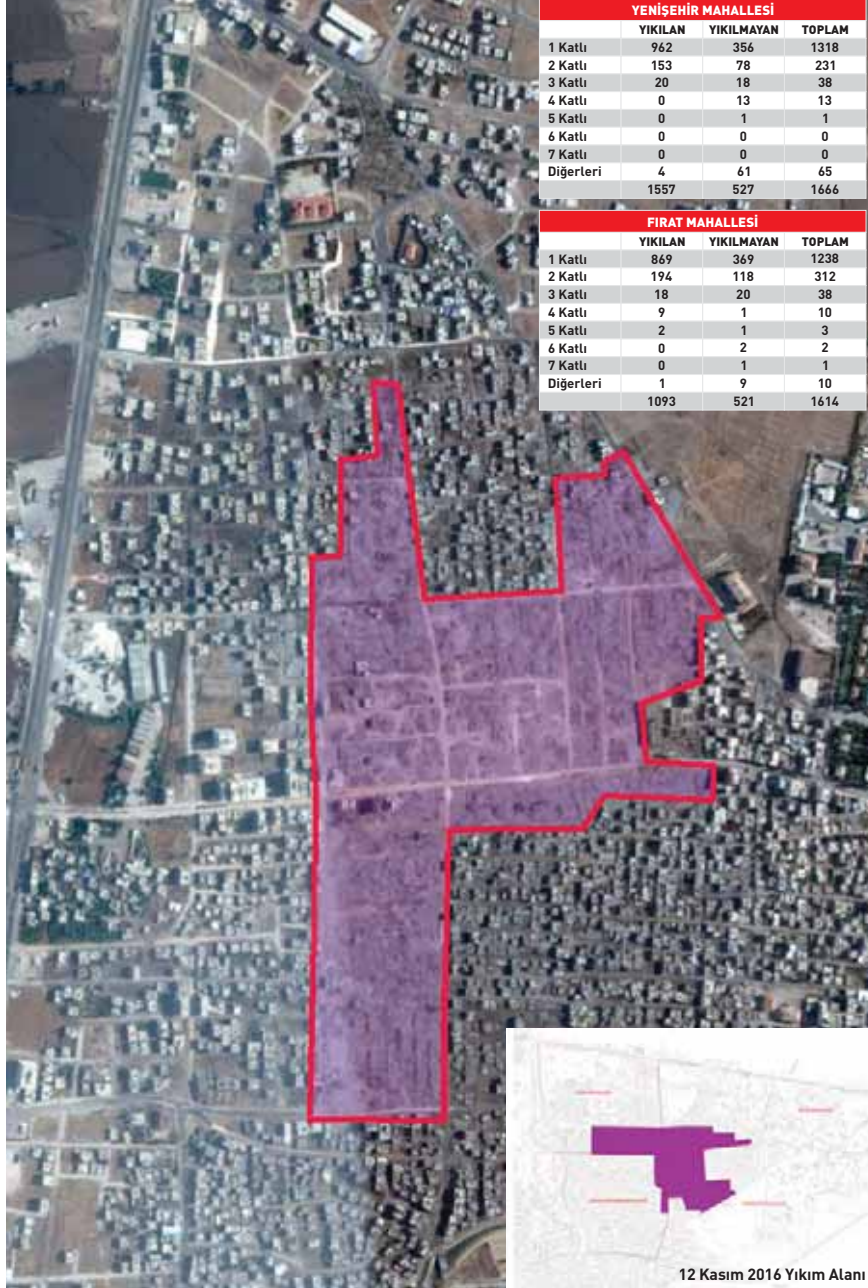 YENİŞEHİR MAHALLESİ
YIKILAN YIKILMAYAN TOPLAM
1 Katlı 962 356 1318
2 Katlı 153 78 231
3 Katlı 20 18 38
4 Katlı 0 13 13
5 Katlı 0 1 1
6 Katlı 0 0 0
7 Katlı 0 0 0
Diğerleri 4 61 65
1557 527 1666
FIRAT MAHALLESİ
YIKILAN YIKILMAYAN TOPLAM
1 Katlı 869 369 1238
2 Katlı 194 118 312
3 Katlı 18 20 38
4 Katlı 9 1 10
5 Katlı 2 1 3
6 Katlı 0 2 2
7 Katlı 0 1 1
Diğerleri 1 9 10
1093 521 1614
12 Kasım 2016 Yıkım Alanı